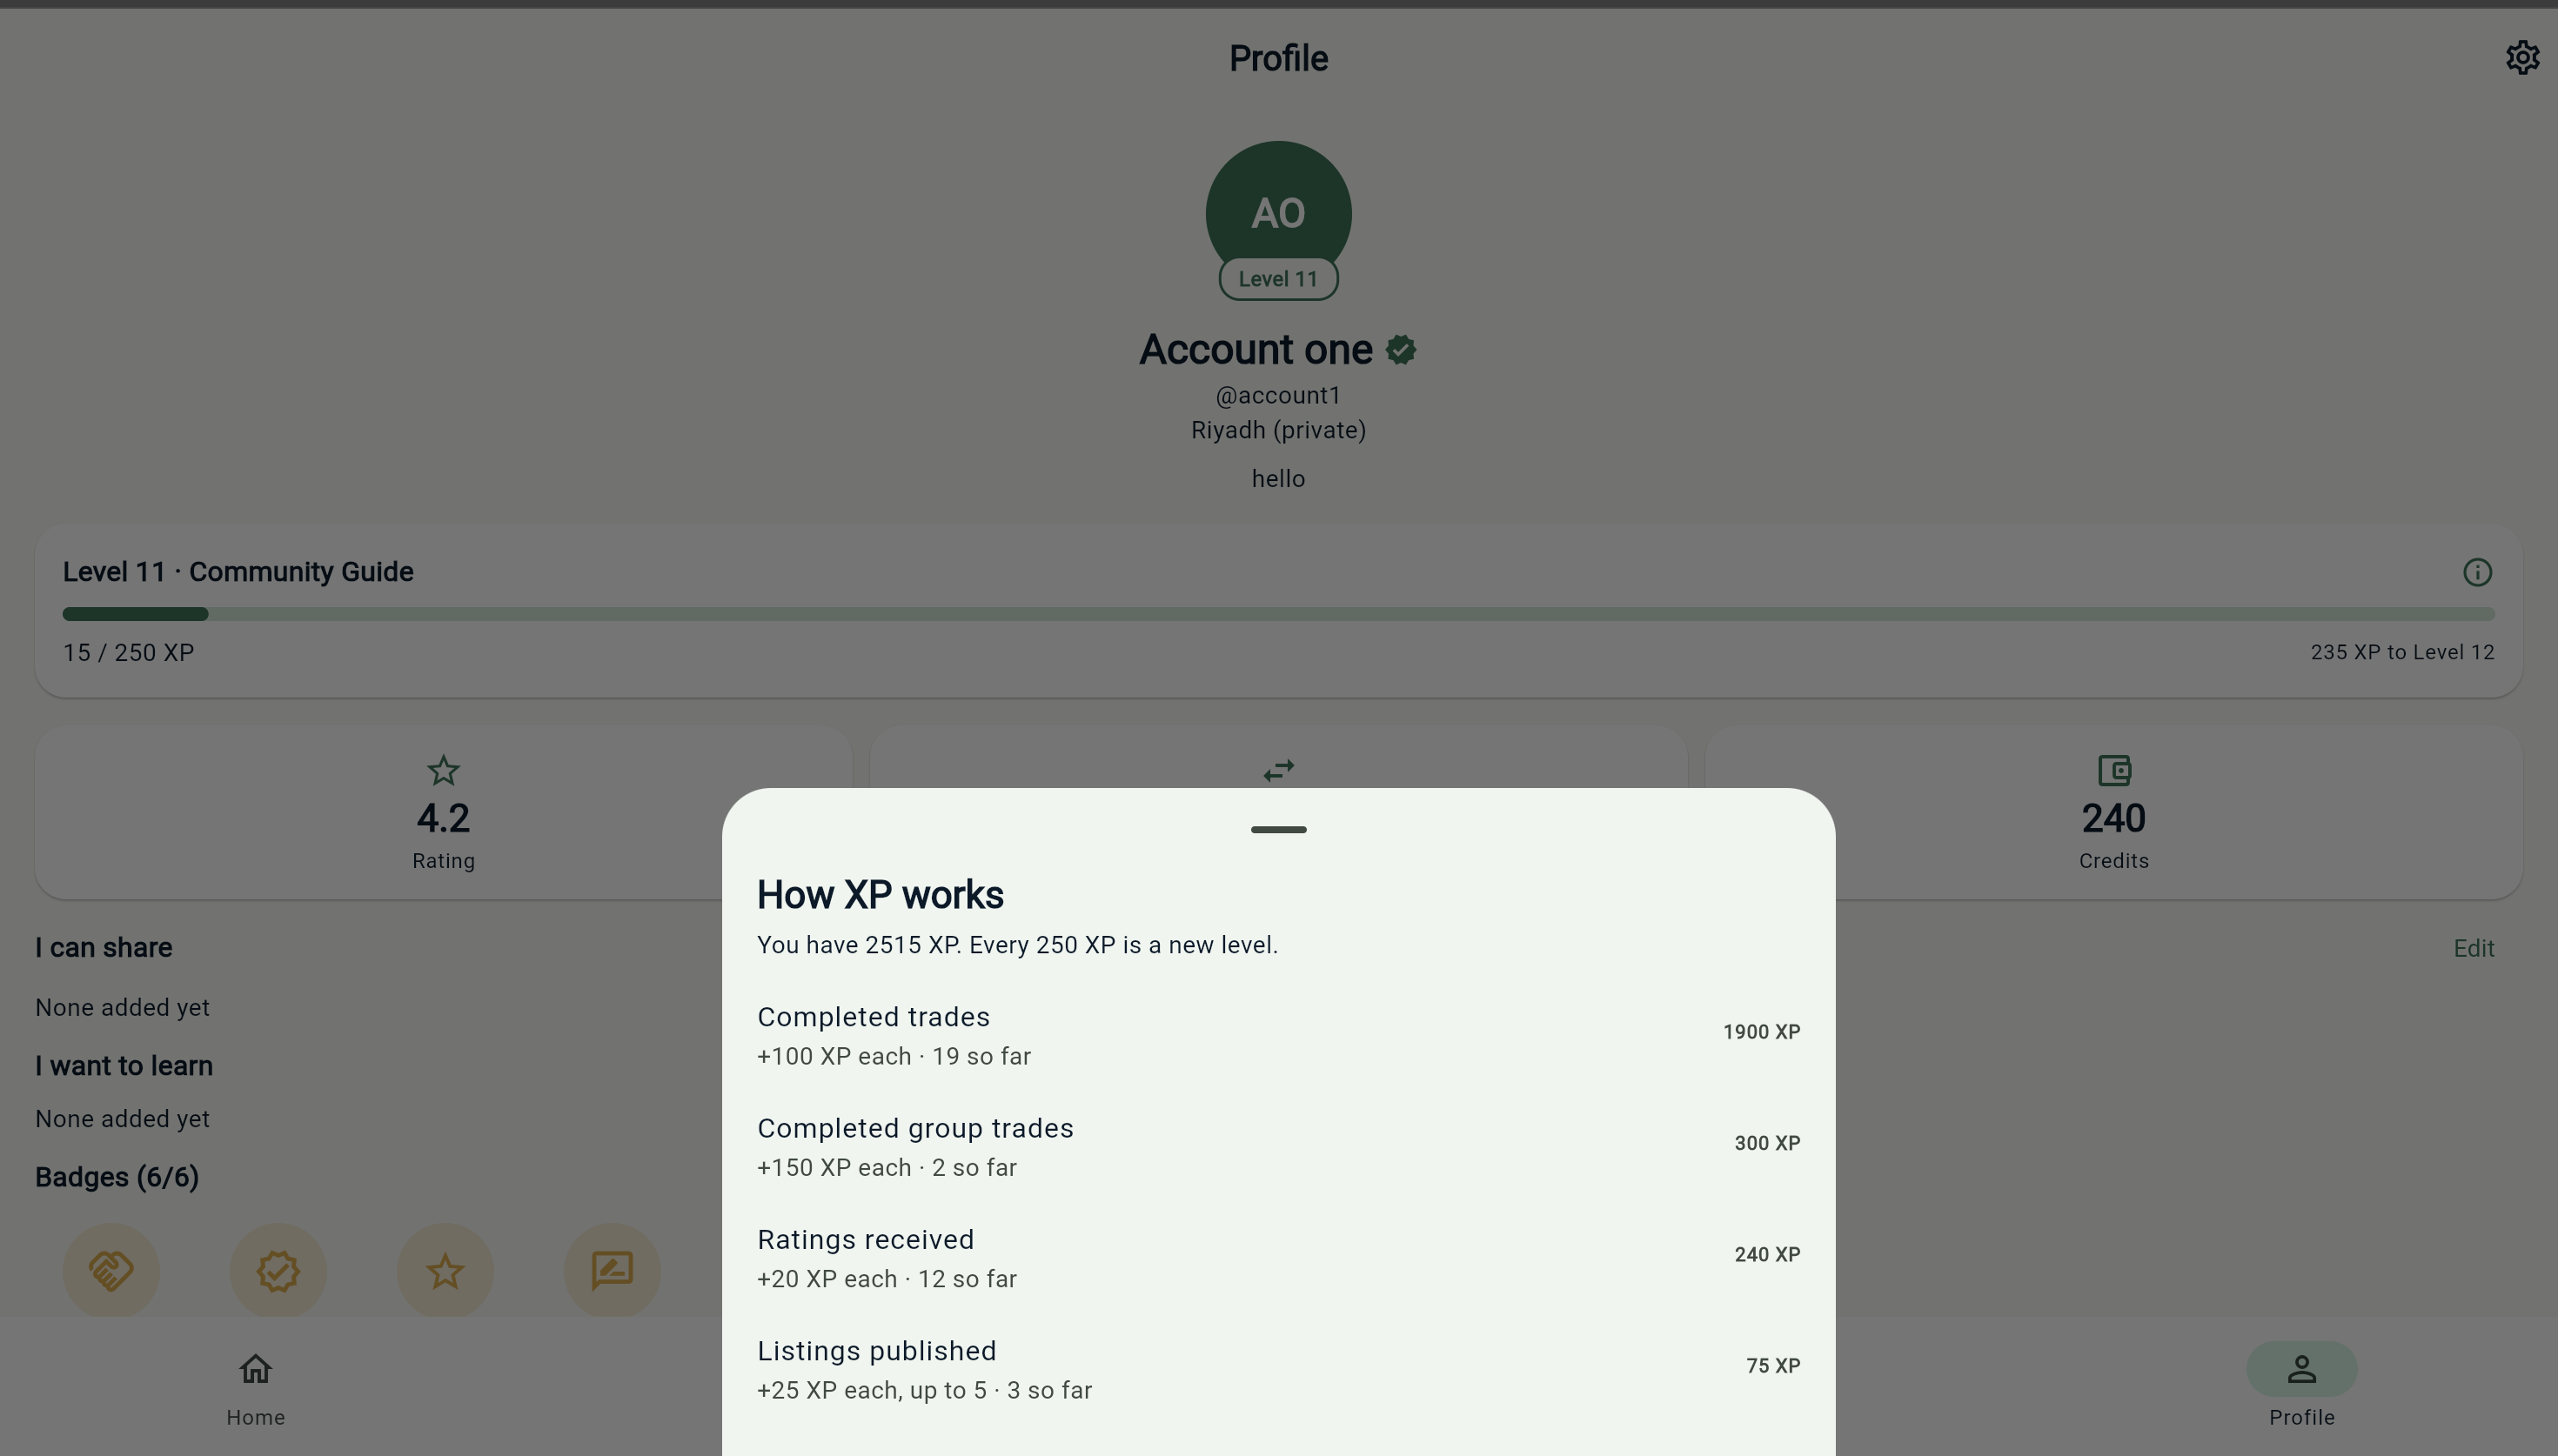 Profile
AO
Level 11
Account one
@account1
Riyadh (private)
hello
Level 11 · Community Guide
15 / 250 XP
235 XP to Level 12
4.2
Rating
240
Credits
I can share
Edit
None added yet
I want to learn
None added yet
Badges (6/6)
How XP works
You have 2515 XP. Every 250 XP is a new level.
Completed trades
1900 XP
+100 XP each · 19 so far
Completed group trades
300 XP
+150 XP each · 2 so far
Ratings received
240 XP
+20 XP each · 12 so far
Listings published
75 XP
+25 XP each, up to 5 · 3 so far
Home
Profile